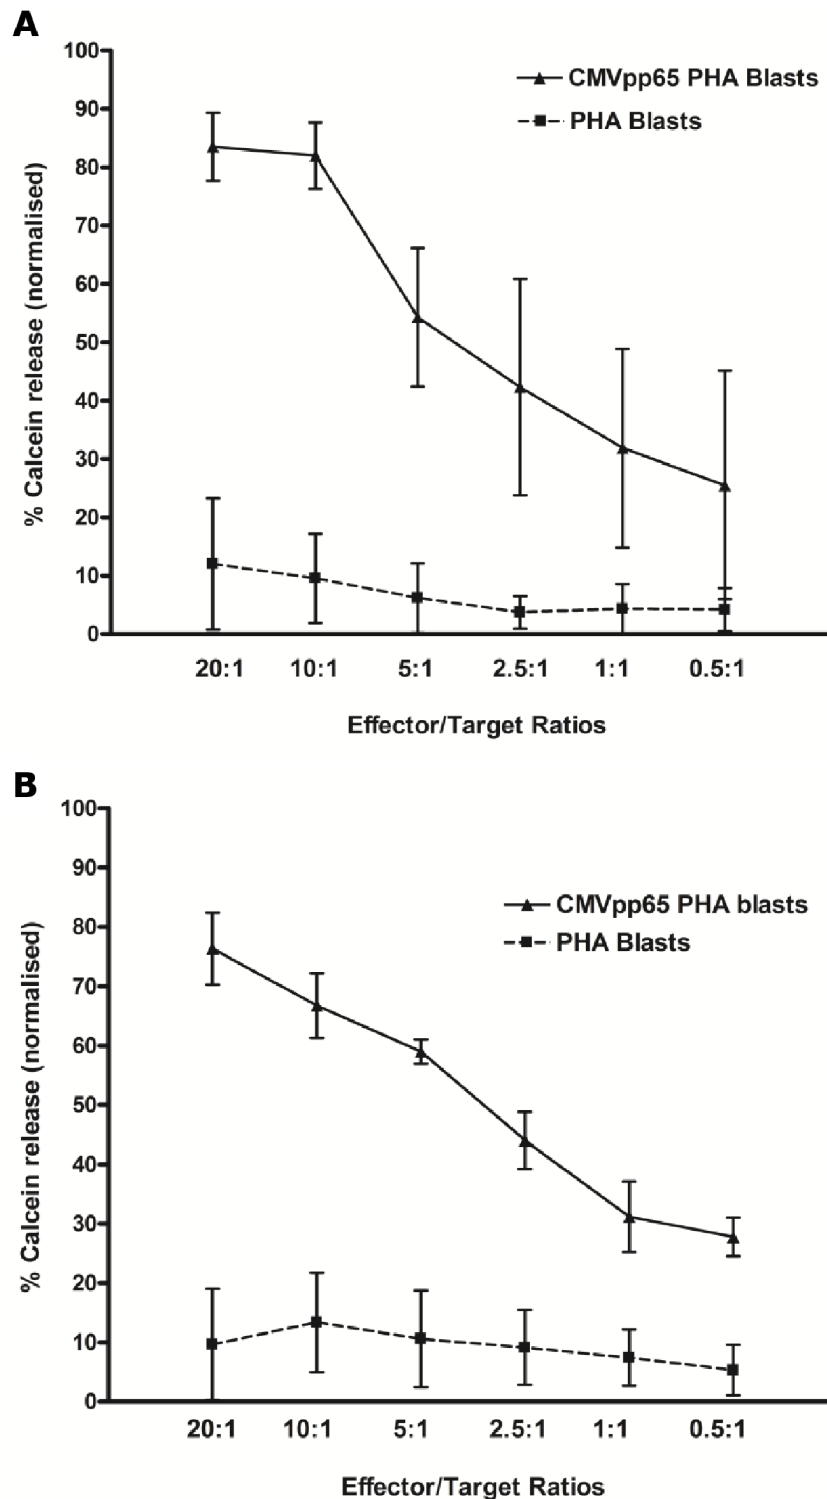 A
100
90
80
70
60
50
40
30
20
10
0
% Calcein release (normalised)
CMVpp65 PHA Blasts
PHA Blasts
20:1 10:1 5:1 2.5:1 1:1 0.5:1
Effector/Target Ratios
B
100
90
80
70
60
50
40
30
20
10
0
% Calcein release (normalised)
CMVpp65 PHA blasts
PHA Blasts
20:1 10:1 5:1 2.5:1 1:1 0.5:1
Effector/Target Ratios